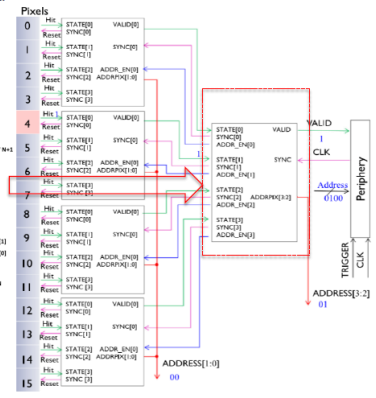 Pixels
0 Hit STATE[0] VALID[0]
Reset SYNC[0]
1 Hit STATE[1] SYNC[0]
Reset SYNC[1]
2 Hit STATE[2] ADDR_EN[0]
Reset SYNC[2] ADDRPIX[1:0]
3 Hit STATE[3]
Reset SYNC [3]
4 Hit 1 STATE[0] VALID[0]
Reset SYNC[0]
N+1
5 Hit STATE[1] SYNC[0]
Reset SYNC[1]
6 Hit STATE[2] ADDR_EN[0]
Reset SYNC[2] ADDRPIX[1:0]
7 Hit STATE[3]
Reset SYNC [3]
8 Hit STATE[0] VALID[0]
Reset SYNC[0]
[1]
[0]
9 Hit STATE[1] SYNC[0]
Reset SYNC[1]
10 Hit STATE[2] ADDR_EN[0]
Reset SYNC[2] ADDRPIX[1:0]
11 Hit STATE[3]
Reset SYNC [3]
12 Hit STATE[0] VALID[0]
Reset SYNC[0]
13 Hit STATE[1] SYNC[0]
Reset SYNC[1]
14 Hit STATE[2] ADDR_EN[0]
Reset SYNC[2] ADDRPIX[1:0]
15 Hit STATE[3]
Reset SYNC [3]
ADDRESS[1:0]
00
STATE[0] VALID
SYNC[0]
ADDR_EN[0]
1
STATE[1] SYNC
SYNC[1]
ADDR_EN[1]
STATE[2]
SYNC[2] ADDRPIX[3:2]
ADDR_EN[2]
STATE[3]
SYNC[3]
ADDR_EN[3]
VALID
1
CLK
Address
0100
Periphery
TRIGGER
CLK
ADDRESS[3:2]
01